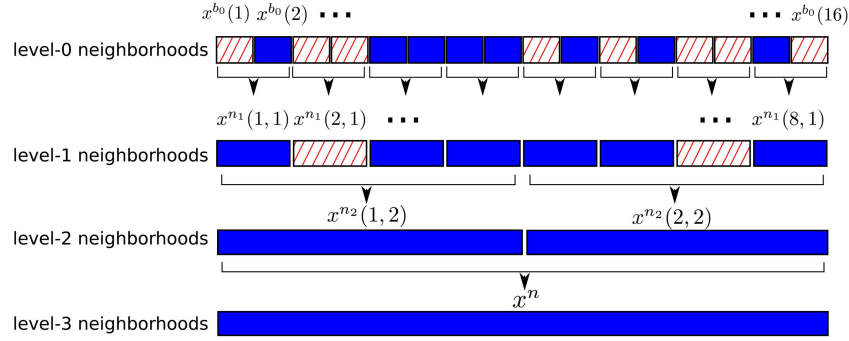 x^{b_0}(1) x^{b_0}(2) ... ... x^{b_0}(16)
level-0 neighborhoods
x^{n_1}(1,1) x^{n_1}(2,1) ... ... x^{n_1}(8,1)
level-1 neighborhoods
x^{n_2}(1,2) x^{n_2}(2,2)
level-2 neighborhoods
x^n
level-3 neighborhoods